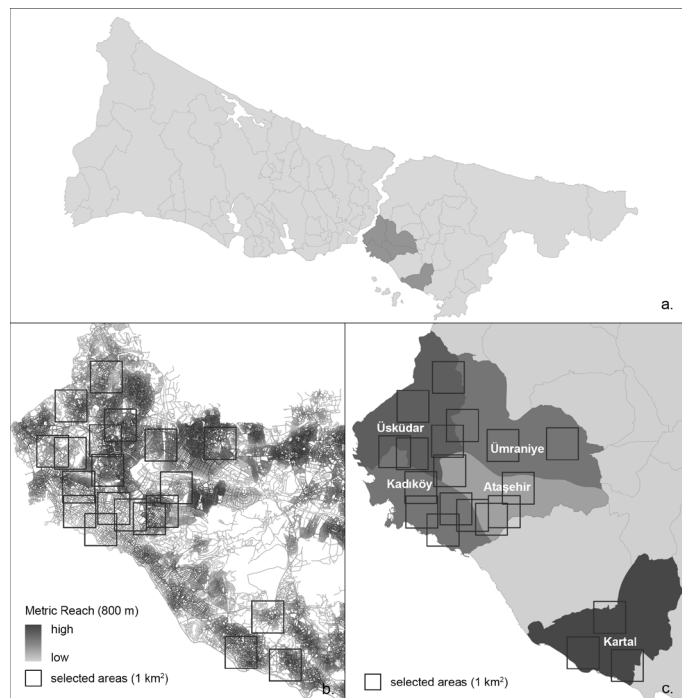 a.
Metric Reach (800 m)
high
low
selected areas (1 km²)
b.
Üsküdar
Ümraniye
Kadıköy
Ataşehir
Kartal
selected areas (1 km²)
c.